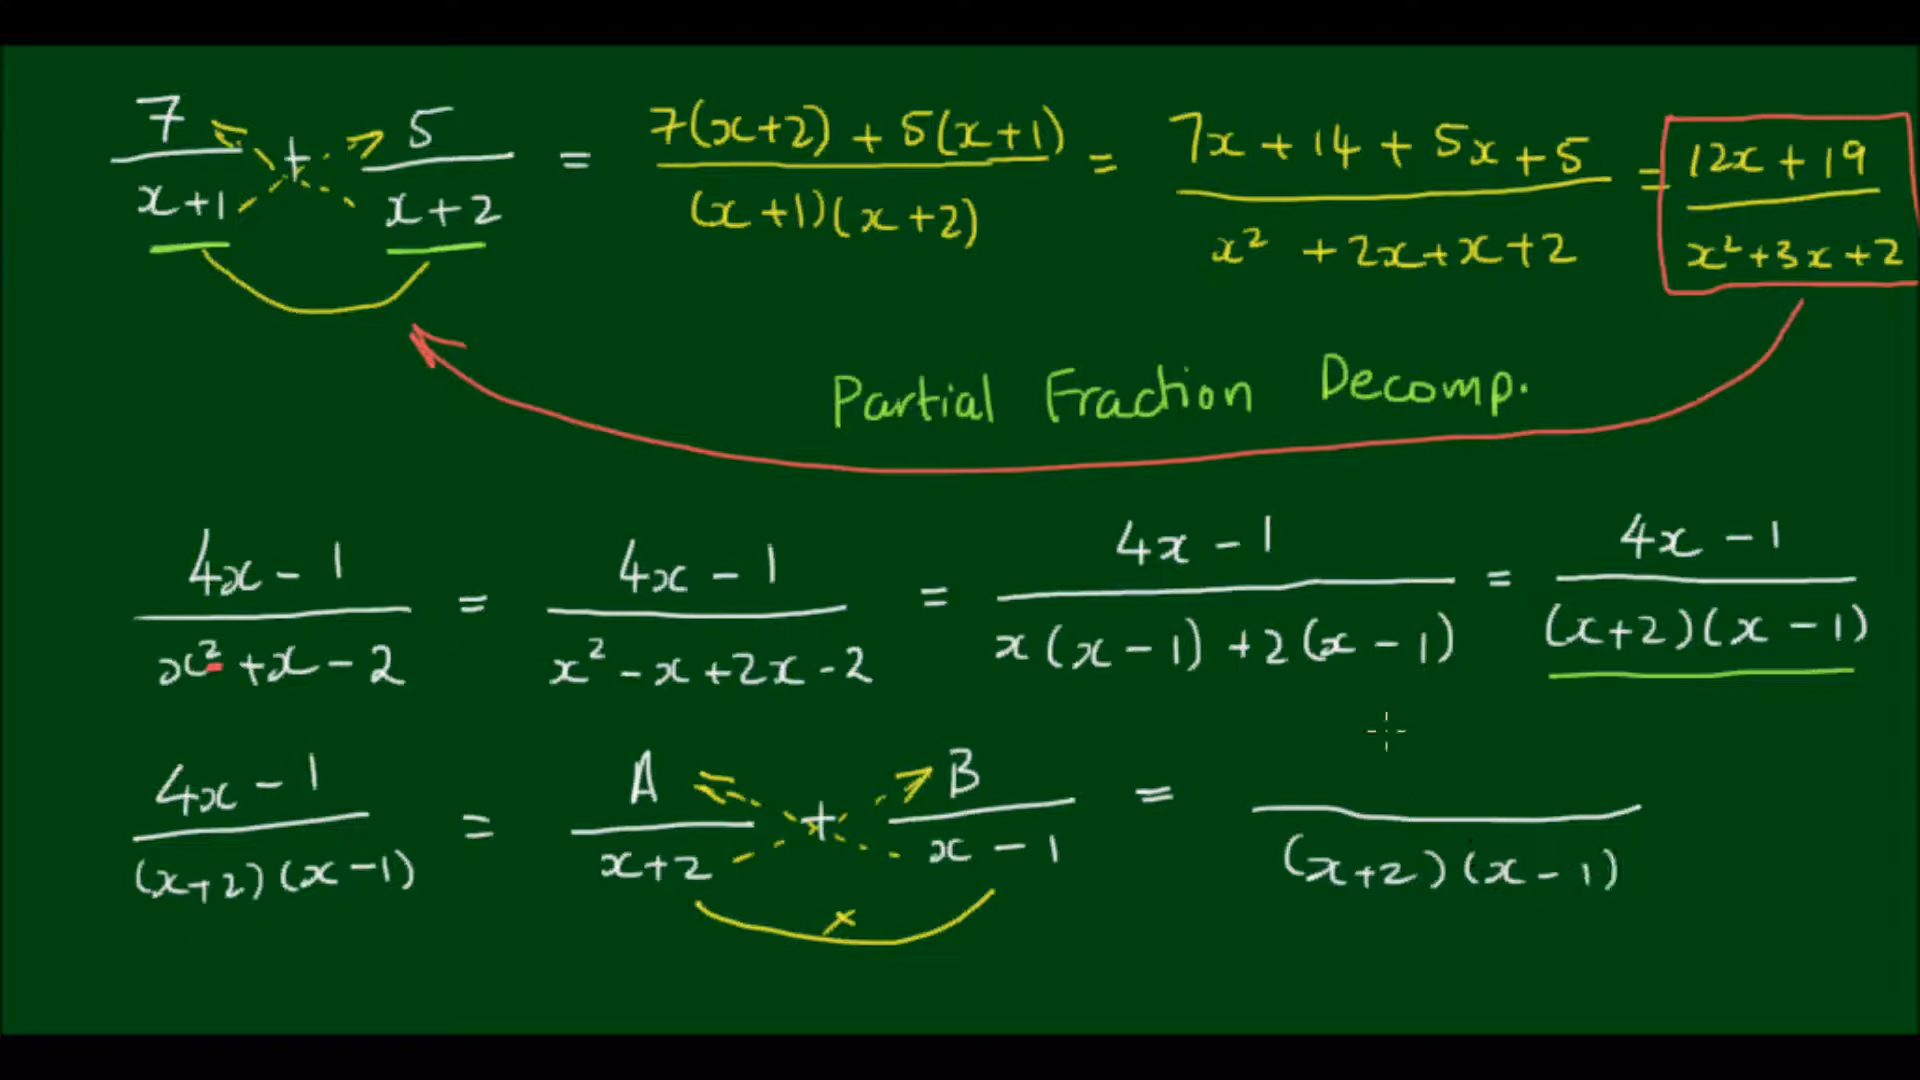 7/(x+1) + 5/(x+2) = (7(x+2) + 5(x+1))/((x+1)(x+2)) = (7x + 14 + 5x + 5)/(x² + 2x + x + 2) = (12x + 19)/(x² + 3x + 2)
Partial Fraction Decomp.
(4x - 1)/(x² + x - 2) = (4x - 1)/(x² - x + 2x - 2) = (4x - 1)/(x(x - 1) + 2(x - 1)) = (4x - 1)/((x+2)(x - 1))
(4x - 1)/((x+2)(x - 1)) = A/(x+2) + B/(x - 1) = /((x+2)(x - 1))
×